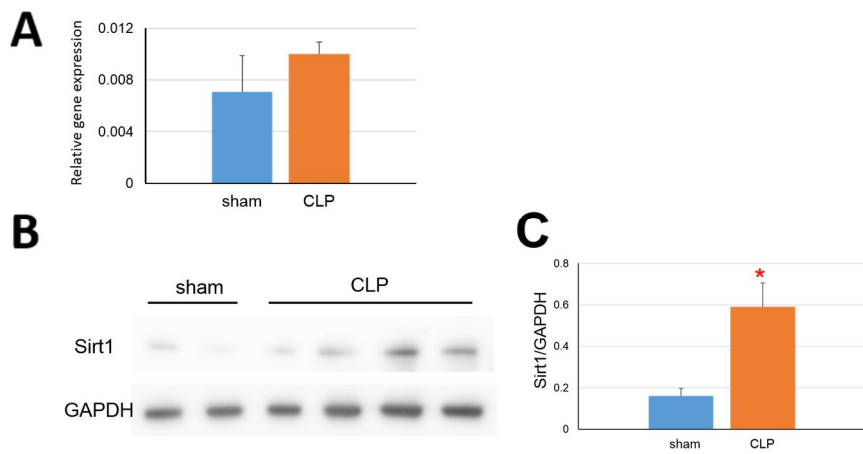 A
Relative gene expression
0.012
0.008
0.004
0
sham
CLP
B
sham
CLP
Sirt1
GAPDH
C
Sirt1/GAPDH
0.8
0.6
0.4
0.2
0
*
sham
CLP